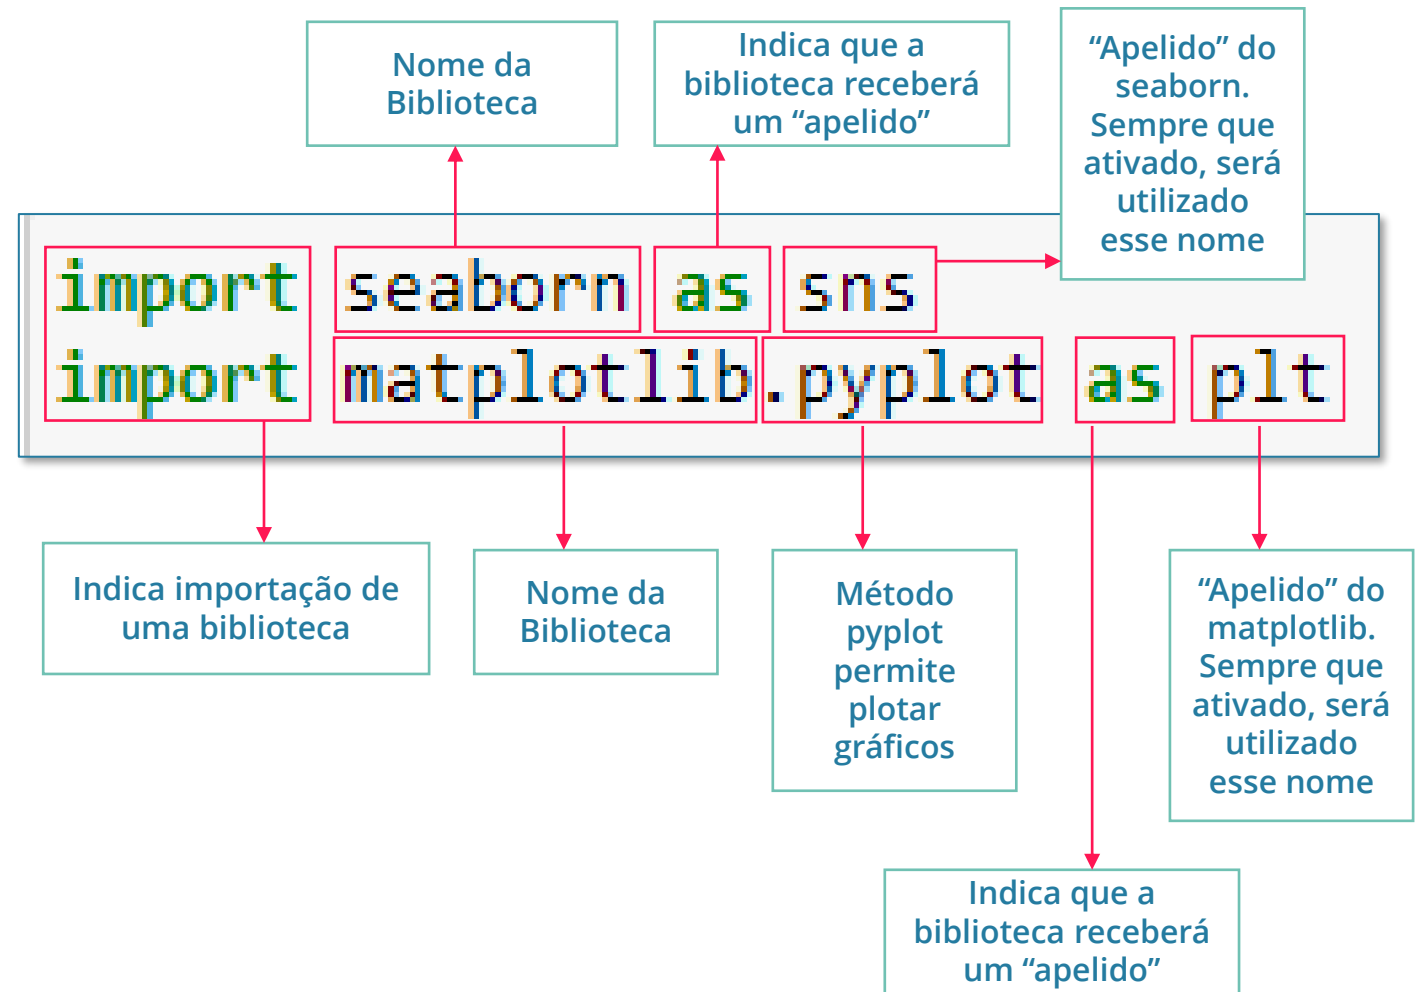 Nome da
Biblioteca
Indica que a
biblioteca receberá
um “apelido”
“Apelido” do
seaborn.
Sempre que
ativado, será
utilizado
esse nome
import seaborn as sns
import matplotlib.pyplot as plt
Indica importação de
uma biblioteca
Nome da
Biblioteca
Método
pyplot
permite
plotar
gráficos
“Apelido” do
matplotlib.
Sempre que
ativado, será
utilizado
esse nome
Indica que a
biblioteca receberá
um “apelido”